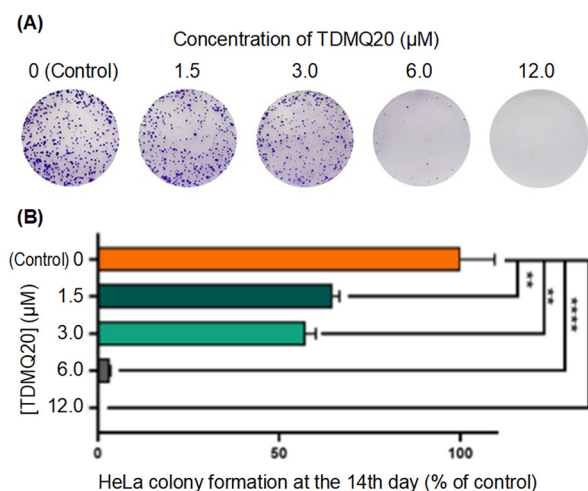 (A)
Concentration of TDMQ20 (μM)
0 (Control) 1.5 3.0 6.0 12.0
(B)
(Control) 0
1.5
3.0
6.0
12.0
[TDMQ20] (μM)
**
**
****
0 50 100
HeLa colony formation at the 14th day (% of control)